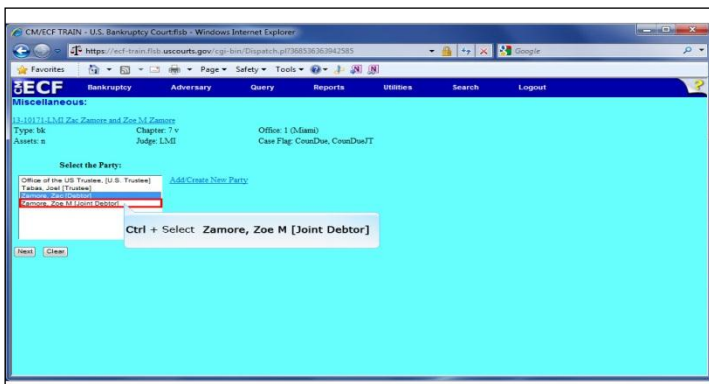 CM/ECF TRAIN - U.S. Bankruptcy Court:flsb - Windows Internet Explorer
https://ecf-train.flsb.uscourts.gov/cgi-bin/Dispatch.pl?368536363942585
Google
Favorites Page Safety Tools
ECF Bankruptcy Adversary Query Reports Utilities Search Logout
Miscellaneous:
13-10171-LMI Zac Zamore and Zoe M Zamore
Type: bk Chapter: 7 v Office: 1 (Miami)
Assets: n Judge: LMI Case Flag: CounDue, CounDueJT
Select the Party:
Office of the US Trustee, [U.S. Trustee] Add/Create New Party
Tabas, Joel [Trustee]
Zamore, Zac [Debtor]
Zamore, Zoe M [Joint Debtor]
Ctrl + Select Zamore, Zoe M [Joint Debtor]
Next Clear